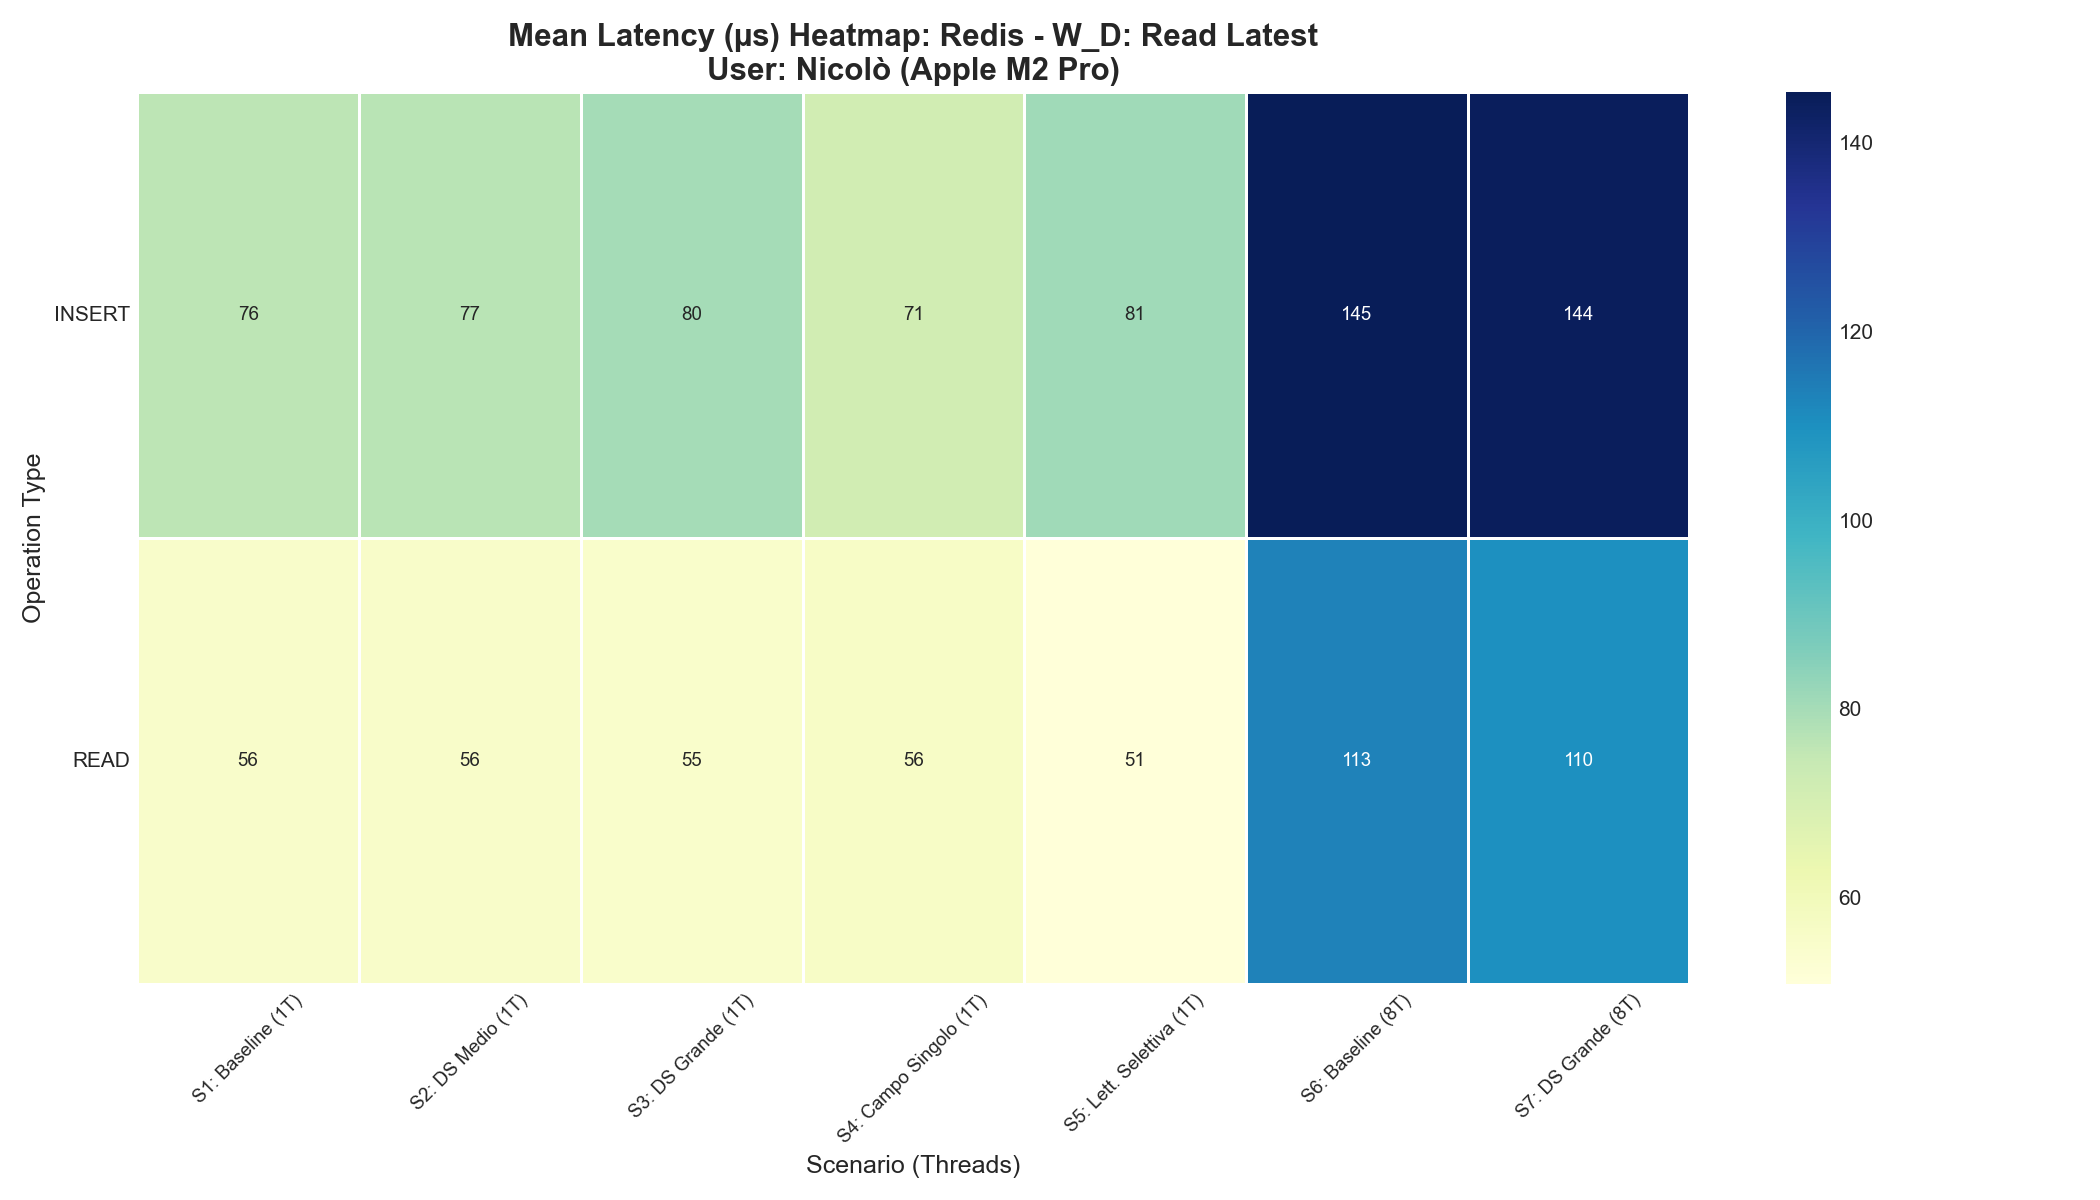 Mean Latency (µs) Heatmap: Redis - W_D: Read Latest
User: Nicolò (Apple M2 Pro)
Operation Type
INSERT
76
77
80
71
81
145
144
READ
56
56
55
56
51
113
110
S1: Baseline (1T)
S2: DS Medio (1T)
S3: DS Grande (1T)
S4: Campo Singolo (1T)
S5: Lett. Selettiva (1T)
S6: Baseline (8T)
S7: DS Grande (8T)
Scenario (Threads)
140
120
100
80
60